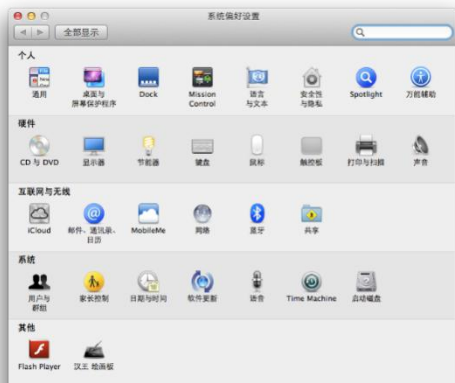 系统偏好设置
全部显示
个人
通用
桌面与
屏幕保护程序
Dock
Mission
Control
语言
与文本
安全性
与隐私
Spotlight
万能辅助
硬件
CD 与 DVD
显示器
节能器
键盘
鼠标
触控板
打印与扫描
声音
互联网与无线
iCloud
邮件、通讯录、
日历
MobileMe
网络
蓝牙
共享
系统
用户与
群组
家长控制
日期与时间
软件更新
语音
Time Machine
启动磁盘
其他
Flash Player
汉王 绘画板